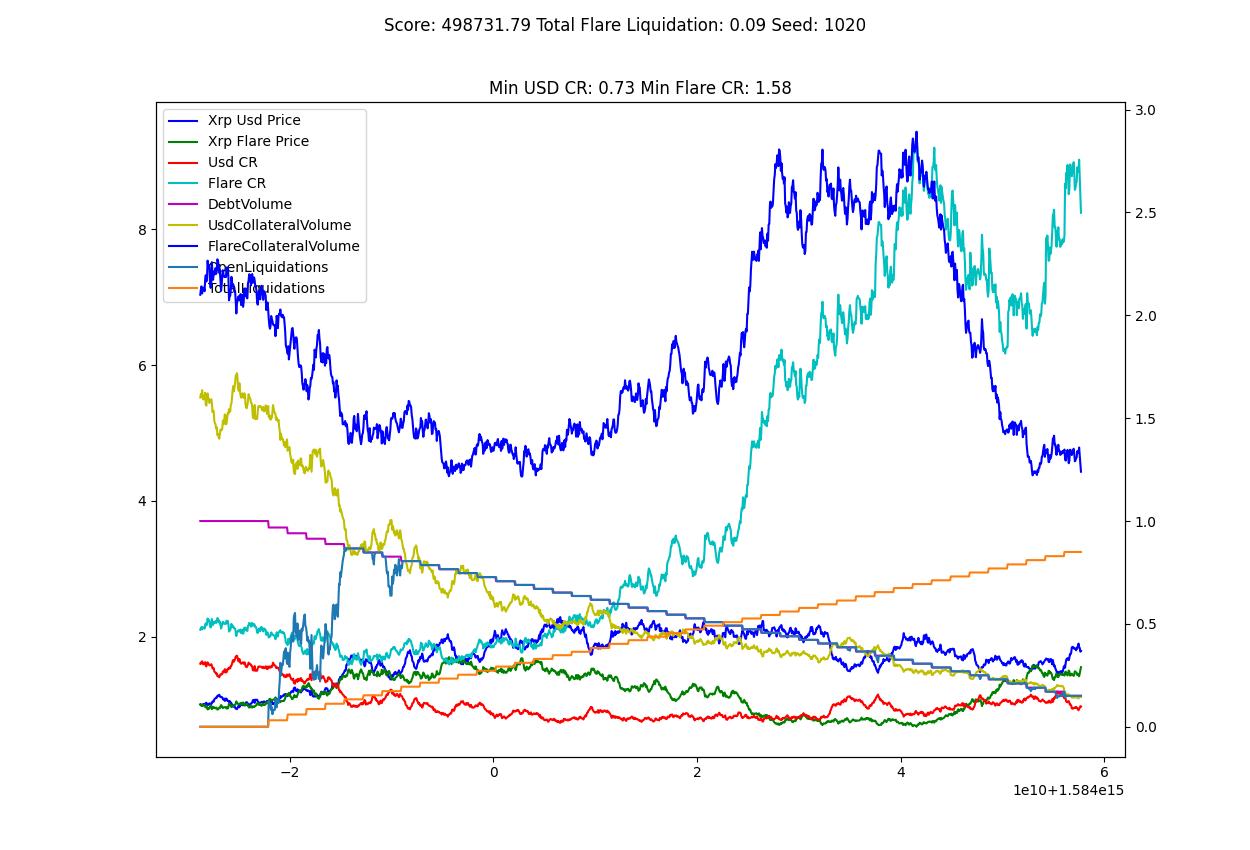 Score: 498731.79 Total Flare Liquidation: 0.09 Seed: 1020
Min USD CR: 0.73 Min Flare CR: 1.58
Xrp Usd Price
Xrp Flare Price
Usd CR
Flare CR
DebtVolume
UsdCollateralVolume
FlareCollateralVolume
OpenLiquidations
TotalLiquidations
8
6
4
2
3.0
2.5
2.0
1.5
1.0
0.5
0.0
−2 0 2 4 6
1e10+1.584e15